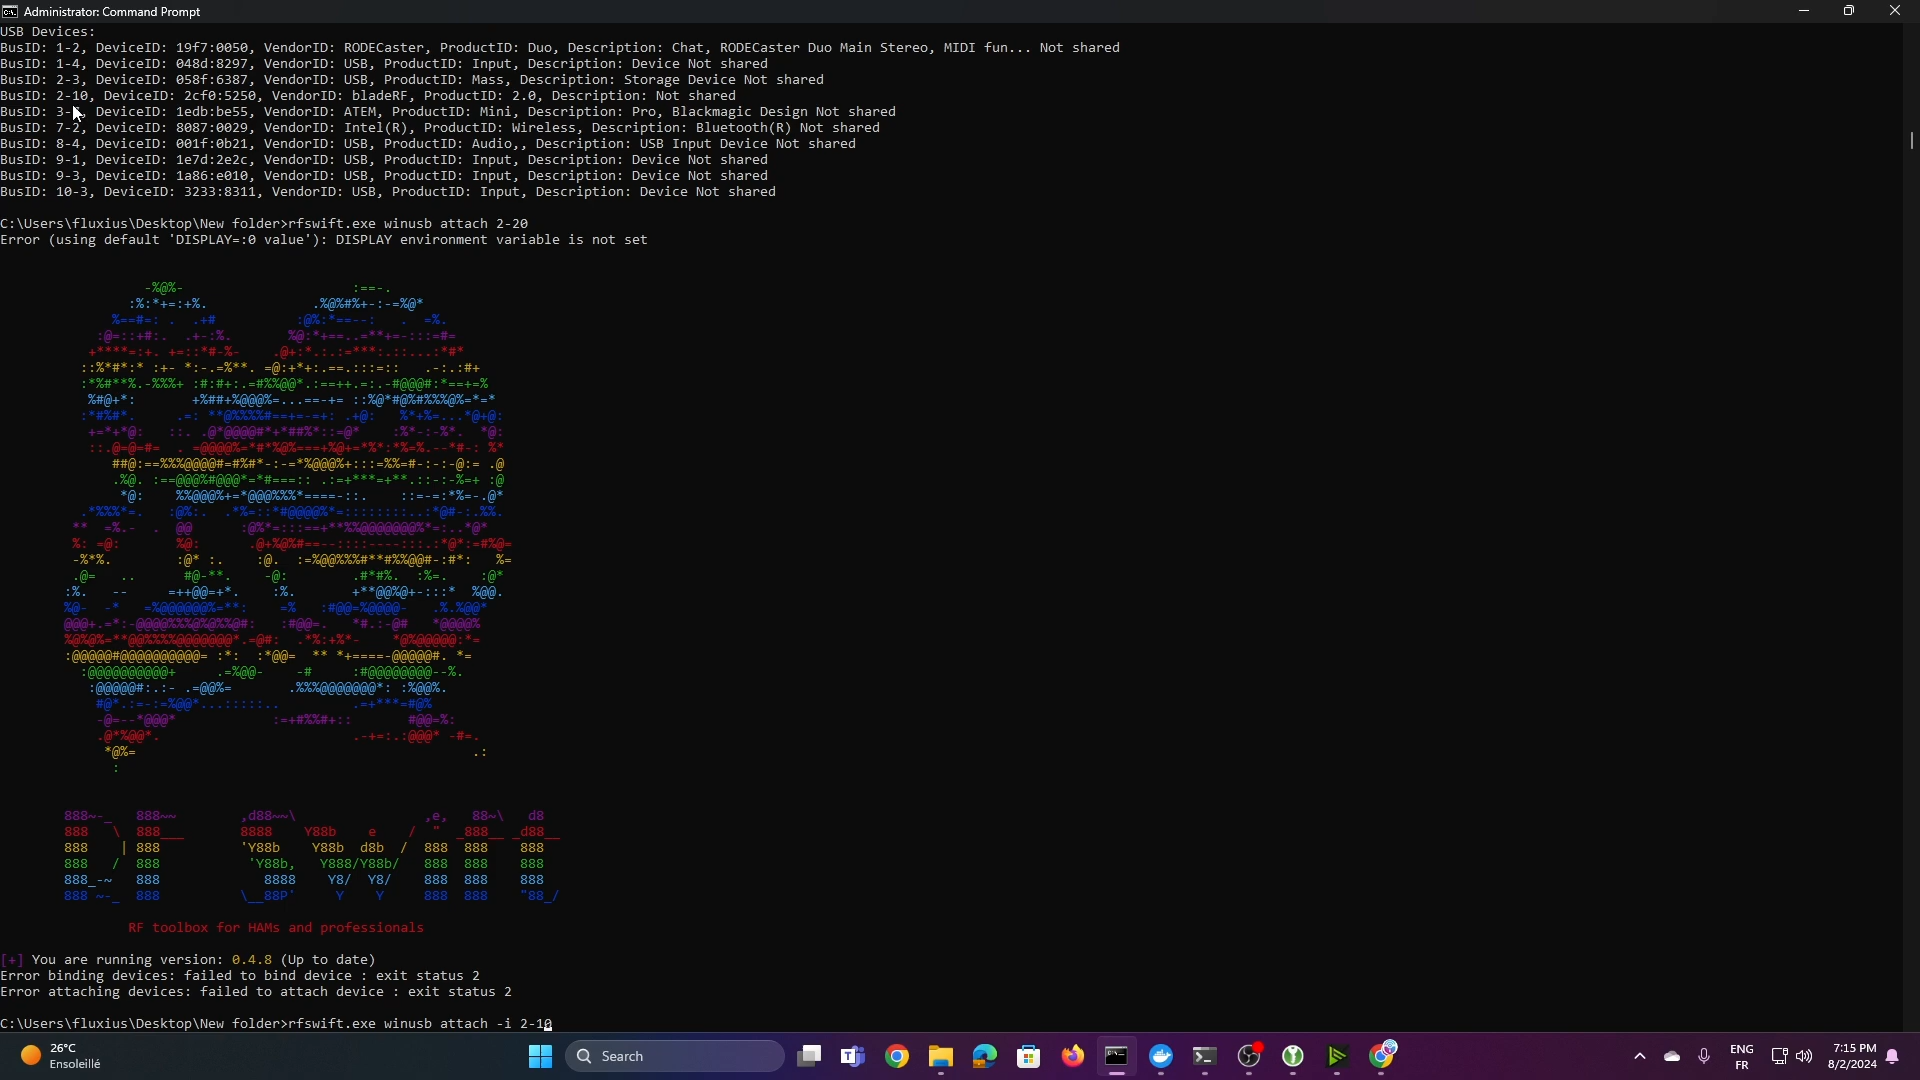 Administrator: Command Prompt
USB Devices:
BusID: 1-2, DeviceID: 19f7:0050, VendorID: RODECaster, ProductID: Duo, Description: Chat, RODECaster Duo Main Stereo, MIDI fun... Not shared
BusID: 1-4, DeviceID: 048d:8297, VendorID: USB, ProductID: Input, Description: Device Not shared
BusID: 2-3, DeviceID: 058f:6387, VendorID: USB, ProductID: Mass, Description: Storage Device Not shared
BusID: 2-10, DeviceID: 2cf0:5250, VendorID: bladeRF, ProductID: 2.0, Description: Not shared
BusID: DeviceID: 1edb:be55, VendorID: ATEM, ProductID: Mini, Description: Pro, Blackmagic Design Not shared
BusID: 7-2, DeviceID: 8087:0029, VendorID: Intel(R), ProductID: Wireless, Description: Bluetooth(R) Not shared
BusID: 8-4, DeviceID: 001f:0b21, VendorID: USB, ProductID: Audio,, Description: USB Input Device Not shared
BusID: 9-1, DeviceID: 1e7d:2e2c, VendorID: USB, ProductID: Input, Description: Device Not shared
BusID: 9-3, DeviceID: 1a86:e010, VendorID: USB, ProductID: Input, Description: Device Not shared
BusID: 10-3, DeviceID: 3233:8311, VendorID: USB, ProductID: Input, Description: Device Not shared
C:\Users\fluxius\Desktop\New folder>rfswift.exe winusb attach 2-20
Error (using default 'DISPLAY=:0 value'): DISPLAY environment variable is not set
RF toolbox for HAMs and professionals
[+] You are running version: 0.4.8 (Up to date)
Error binding devices: failed to bind device : exit status 2
Error attaching devices: failed to attach device : exit status 2
C:\Users\fluxius\Desktop\New folder>rfswift.exe winusb attach -i 2-10
26°C
Ensoleillé
Search
ENG
FR
7:15 PM
8/2/2024